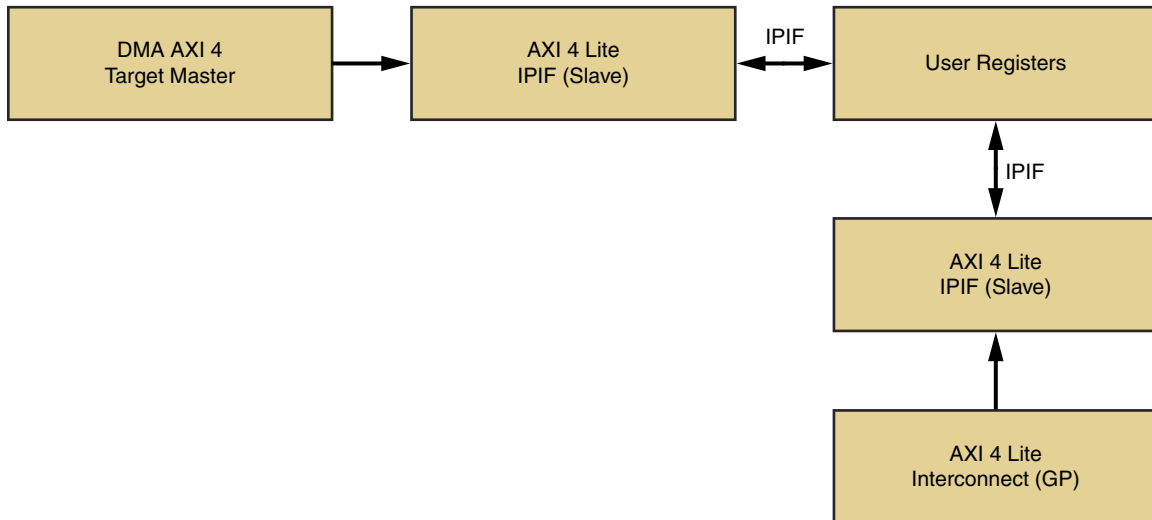 DMA AXI 4
Target Master
AXI 4 Lite
IPIF (Slave)
IPIF
User Registers
IPIF
AXI 4 Lite
IPIF (Slave)
AXI 4 Lite
Interconnect (GP)